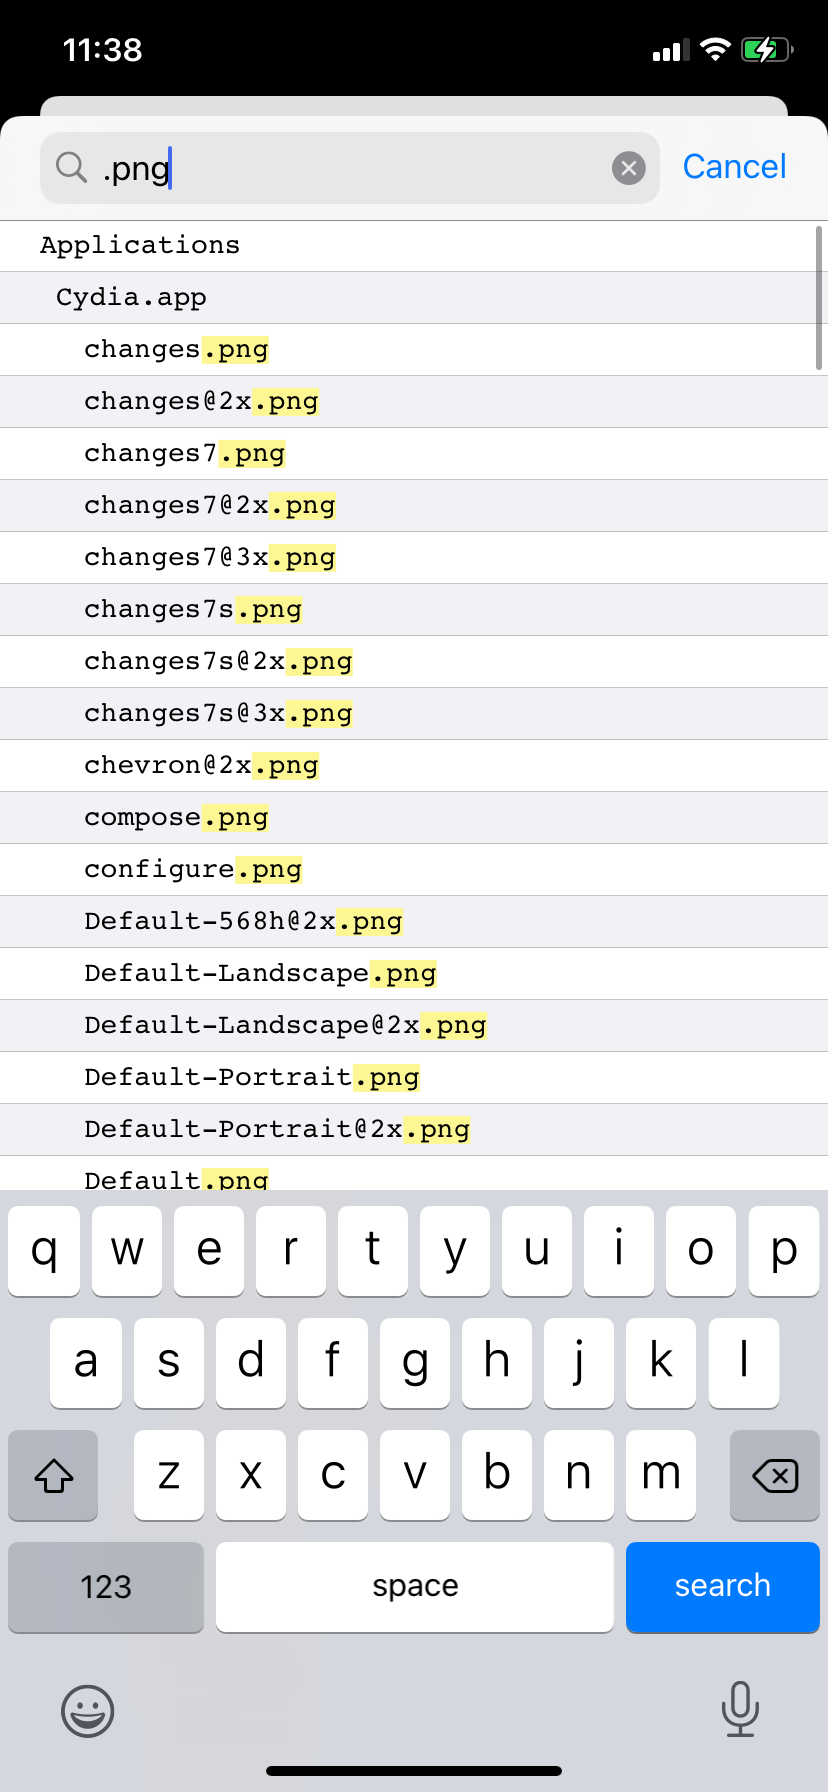 11:38
.png
Cancel
Applications
Cydia.app
changes.png
changes@2x.png
changes7.png
changes7@2x.png
changes7@3x.png
changes7s.png
changes7s@2x.png
changes7s@3x.png
chevron@2x.png
compose.png
configure.png
Default-568h@2x.png
Default-Landscape.png
Default-Landscape@2x.png
Default-Portrait.png
Default-Portrait@2x.png
Default.png
q w e r t y u i o p
a s d f g h j k l
z x c v b n m
123 space search